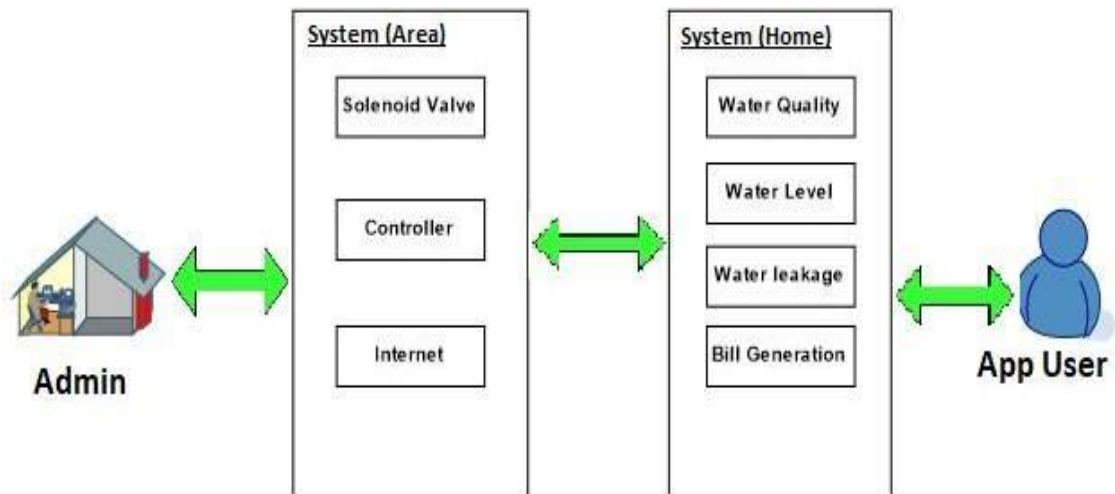 System (Area)
Solenoid Valve
Controller
Internet
System (Home)
Water Quality
Water Level
Water leakage
Bill Generation
Admin
App User